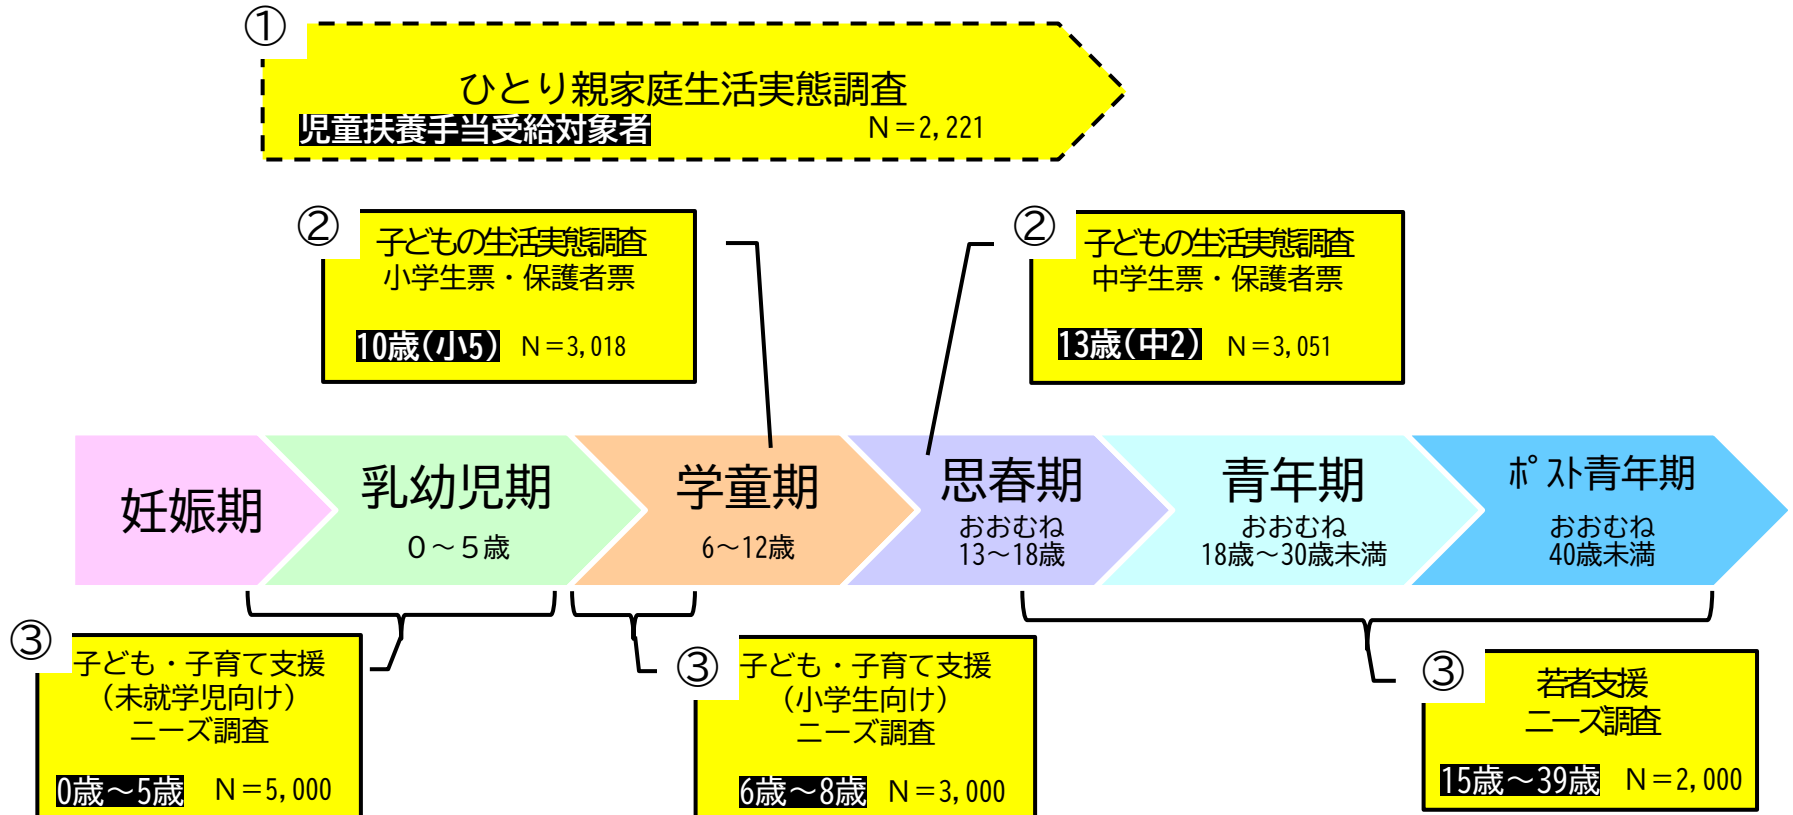 ①
ひとり親家庭生活実態調査
児童扶養手当受給対象者 N=2,221
②
子どもの生活実態調査
小学生票・保護者票
10歳(小5) N=3,018
②
子どもの生活実態調査
中学生票・保護者票
13歳(中2) N=3,051
妊娠期
乳幼児期
0～5歳
学童期
6～12歳
思春期
おおむね
13～18歳
青年期
おおむね
18歳～30歳未満
ﾎﾟｽﾄ青年期
おおむね
40歳未満
③
子ども・子育て支援
(未就学児向け)
ニーズ調査
0歳～5歳 N=5,000
③
子ども・子育て支援
(小学生向け)
ニーズ調査
6歳～8歳 N=3,000
③
若者支援
ニーズ調査
15歳～39歳 N=2,000